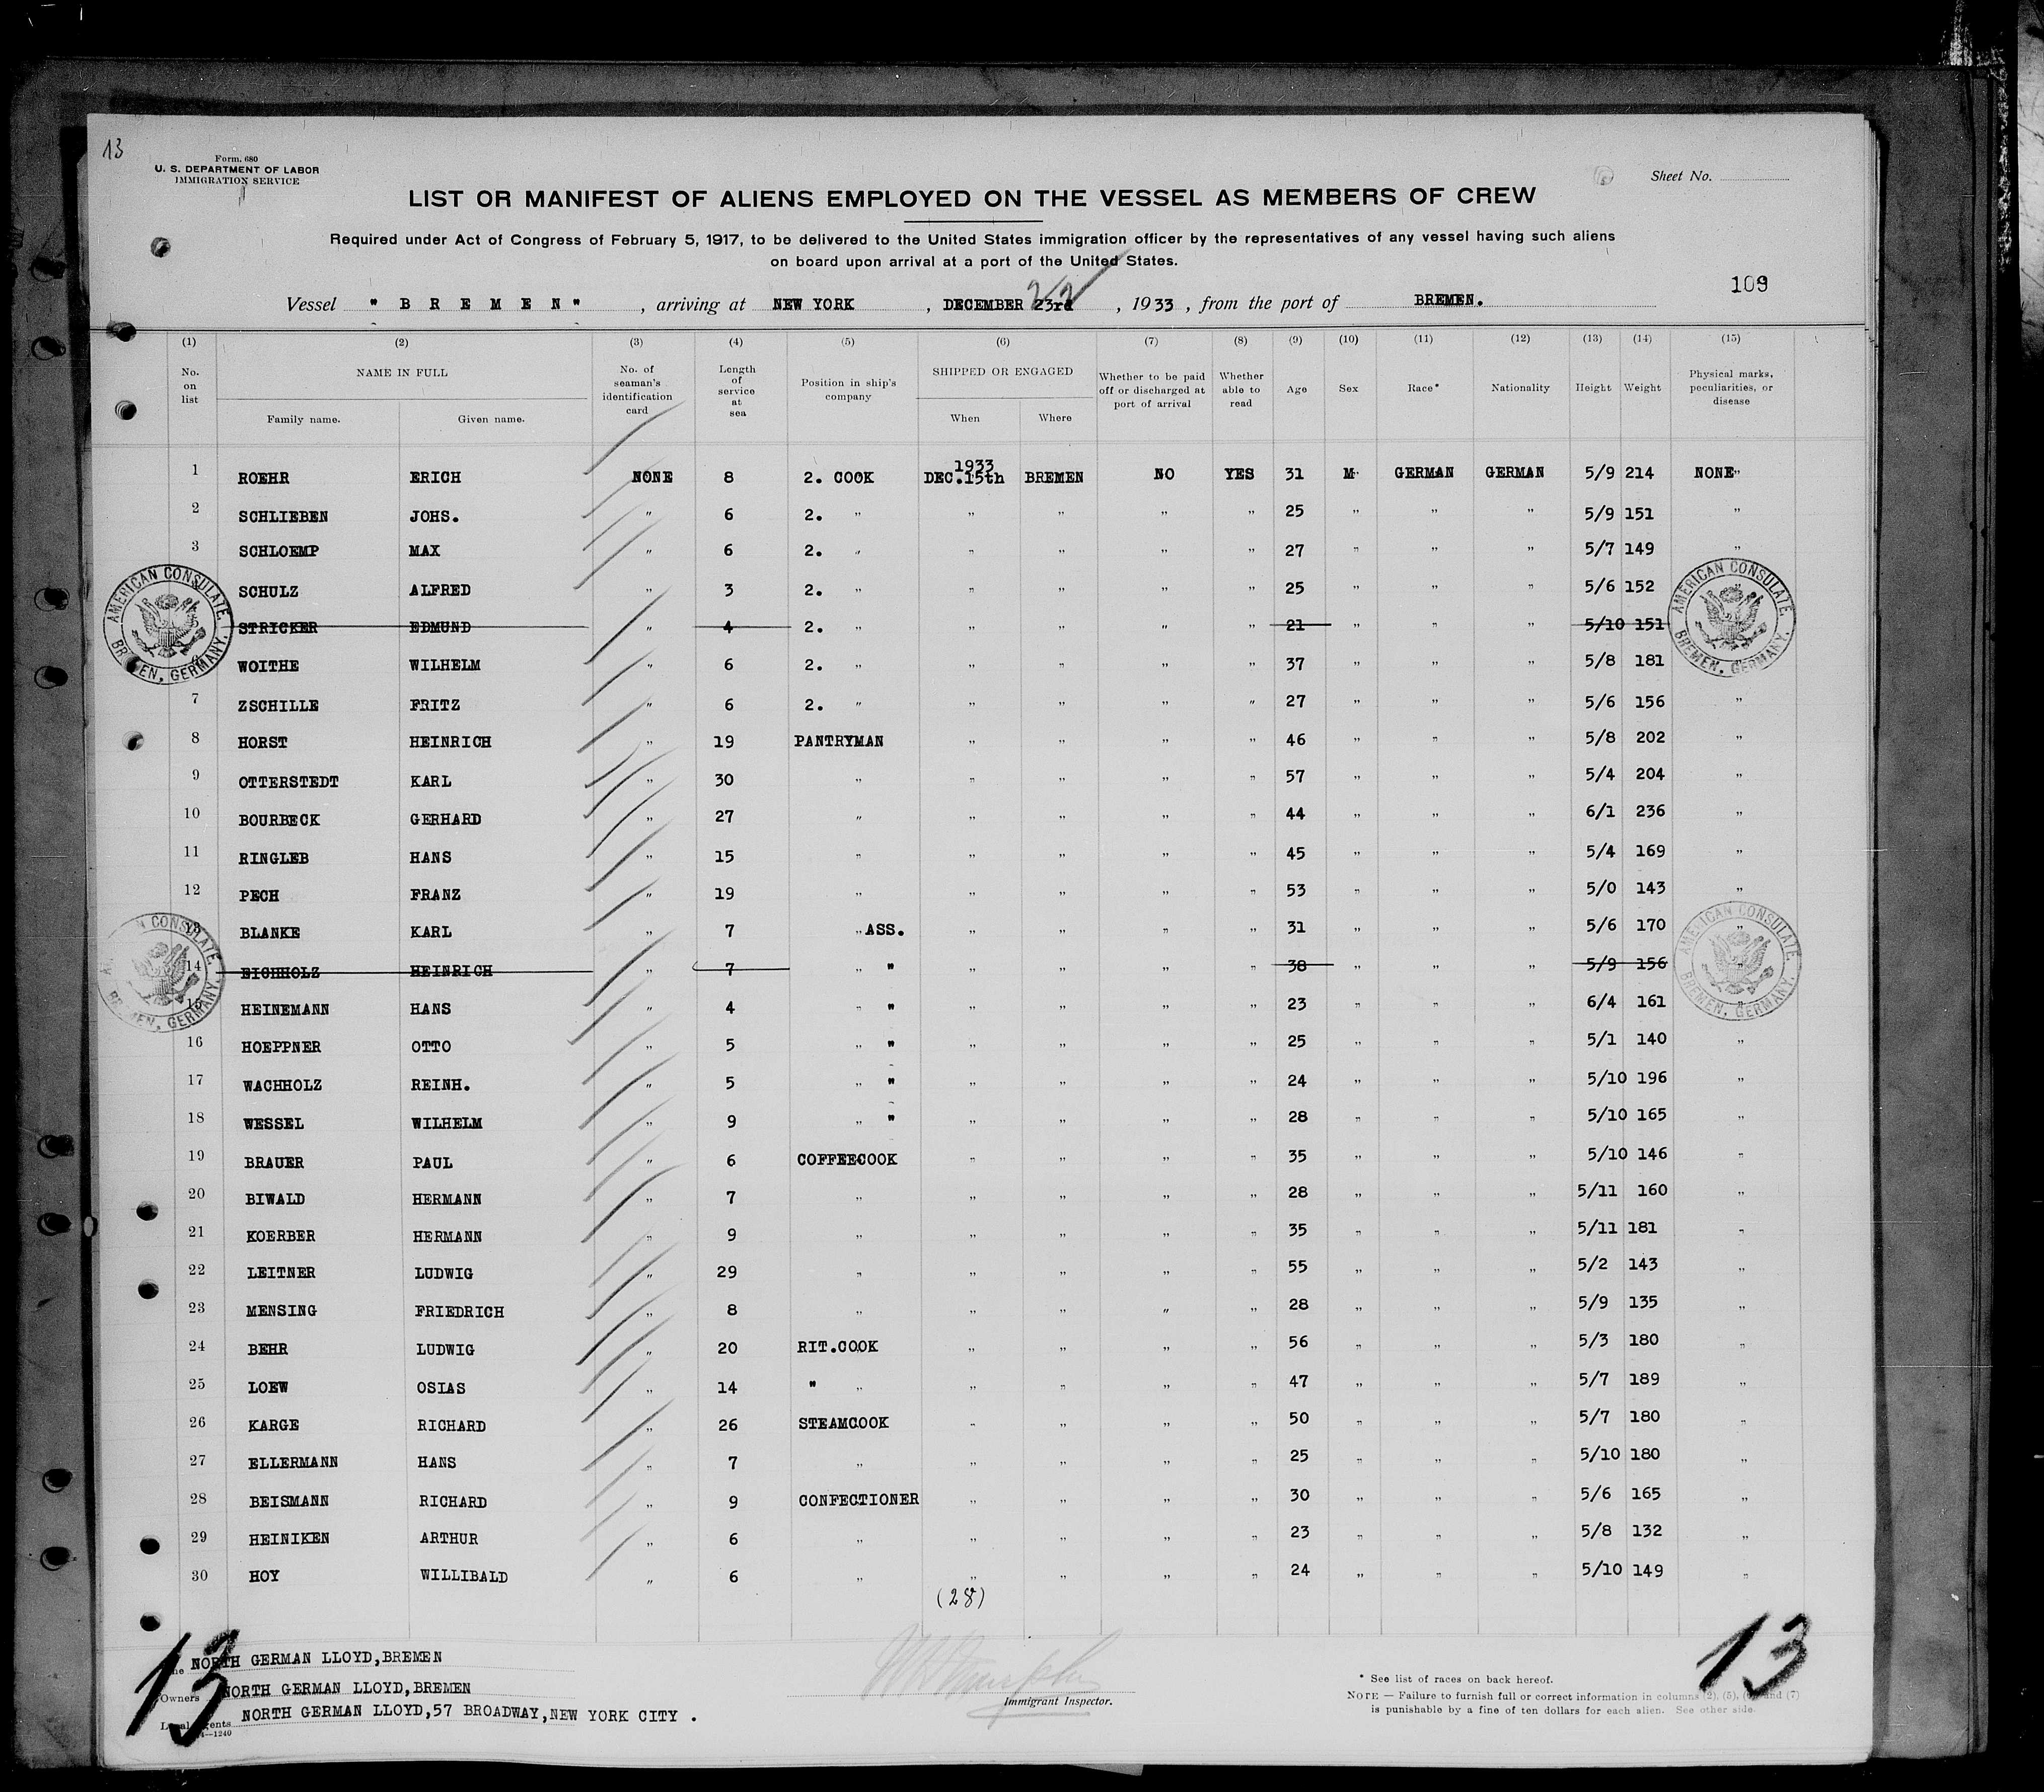 13
Form. 680
U. S. DEPARTMENT OF LABOR
IMMIGRATION SERVICE
Sheet No.
LIST OR MANIFEST OF ALIENS EMPLOYED ON THE VESSEL AS MEMBERS OF CREW
Required under Act of Congress of February 5, 1917, to be delivered to the United States immigration officer by the representatives of any vessel having such aliens
on board upon arrival at a port of the United States.
109
Vessel " B R E M E N " , arriving at NEW YORK , DECEMBER 23rd 22 , 1933 , from the port of BREMEN.
(1) (2) (3) (4) (5) (6) (7) (8) (9) (10) (11) (12) (13) (14) (15)
No. on list NAME IN FULL Family name. Given name. No. of seaman's identification card Length of service at sea Position in ship's company SHIPPED OR ENGAGED When Where Whether to be paid off or discharged at port of arrival Whether able to read Age Sex Race* Nationality Height Weight Physical marks, peculiarities, or disease
1 ROEHR ERICH NONE 8 2. COOK 1933 DEC.15th BREMEN NO YES 31 M GERMAN GERMAN 5/9 214 NONE"
2 SCHLIEBEN JOHS. " 6 2. " " " " " 25 " " " 5/9 151 "
3 SCHLOEMP MAX " 6 2. " " " " " 27 " " " 5/7 149 "
SCHULZ ALFRED " 3 2. " " " " " 25 " " " 5/6 152 "
5 STRICKER EDMUND " 4 2. " " " " " 21 " " " 5/10 151
WOITHE WILHELM " 6 2. " " " " " 37 " " " 5/8 181 "
7 ZSCHILLE FRITZ " 6 2. " " " " " 27 " " " 5/6 156 "
8 HORST HEINRICH " 19 PANTRYMAN " " " " 46 " " " 5/8 202 "
9 OTTERSTEDT KARL " 30 " " " " " 57 " " " 5/4 204 "
10 BOURBECK GERHARD " 27 " " " " " 44 " " " 6/1 236 "
11 RINGLEB HANS " 15 " " " " " 45 " " " 5/4 169 "
12 PECH FRANZ " 19 " " " " " 53 " " " 5/0 143 "
13 BLANKE KARL " 7 " ASS. " " " " 31 " " " 5/6 170 "
14 EICHHOLZ HEINRICH " 7 " " " " " " 38 " " " 5/9 156 "
15 HEINEMANN HANS " 4 " " " " " " 23 " " " 6/4 161 "
16 HOEPPNER OTTO " 5 " " " " " " 25 " " " 5/1 140 "
17 WACHHOLZ REINH. " 5 " " " " " " 24 " " " 5/10 196 "
18 WESSEL WILHELM " 9 " " " " " " 28 " " " 5/10 165 "
19 BRAUER PAUL " 6 COFFEECOOK " " " " 35 " " " 5/10 146 "
20 BIWALD HERMANN " 7 " " " " " 28 " " " 5/11 160 "
21 KOERBER HERMANN " 9 " " " " " 35 " " " 5/11 181 "
22 LEITNER LUDWIG " 29 " " " " " 55 " " " 5/2 143 "
23 MENSING FRIEDRICH " 8 " " " " " 28 " " " 5/9 135 "
24 BEHR LUDWIG " 20 RIT.COOK " " " " 56 " " " 5/3 180 "
25 LOEW OSIAS " 14 " " " " " " 47 " " " 5/7 189 "
26 KARGE RICHARD " 26 STEAMCOOK " " " " 50 " " " 5/7 180 "
27 ELLERMANN HANS " 7 " " " " " 25 " " " 5/10 180 "
28 BEISMANN RICHARD " 9 CONFECTIONER " " " " 30 " " " 5/6 165 "
29 HEINIKEN ARTHUR " 6 " " " " " 23 " " " 5/8 132 "
30 HOY WILLIBALD " 6 " " " " " 24 " " " 5/10 149 "
(28)
AMERICAN CONSULATE. BREMEN, GERMANY.
AMERICAN CONSULATE. BREMEN, GERMANY.
AMERICAN CONSULATE. BREMEN, GERMANY.
AMERICAN CONSULATE. BREMEN, GERMANY.
13
13
NORTH GERMAN LLOYD,BREMEN
Owners NORTH GERMAN LLOYD,BREMEN
Local Agents NORTH GERMAN LLOYD,57 BROADWAY,NEW YORK CITY .
Immigrant Inspector.
* See list of races on back hereof.
NOTE — Failure to furnish full or correct information in columns (2), (5), (6) and (7)
is punishable by a fine of ten dollars for each alien. See other side.